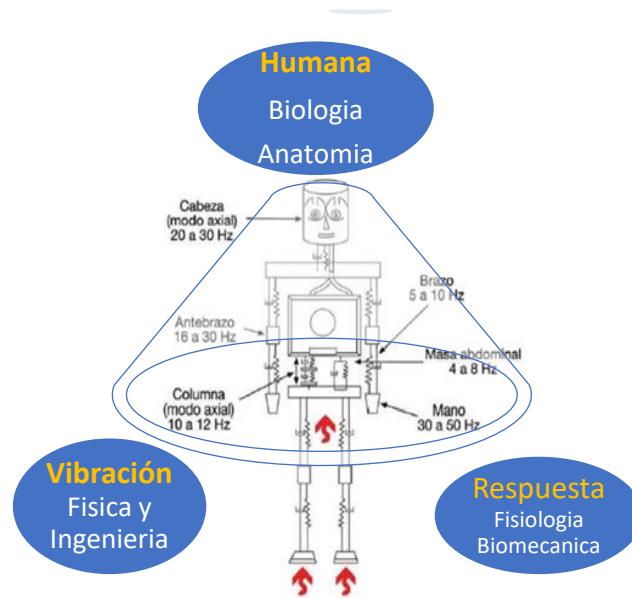 Humana
Biologia
Anatomia
Cabeza
(modo axial)
20 a 30 Hz
Brazo
5 a 10 Hz
Antebrazo
16 a 30 Hz
Masa abdominal
4 a 8 Hz
Columna
(modo axial)
10 a 12 Hz
Mano
30 a 50 Hz
Vibración
Fisica y
Ingenieria
Respuesta
Fisiologia
Biomecanica